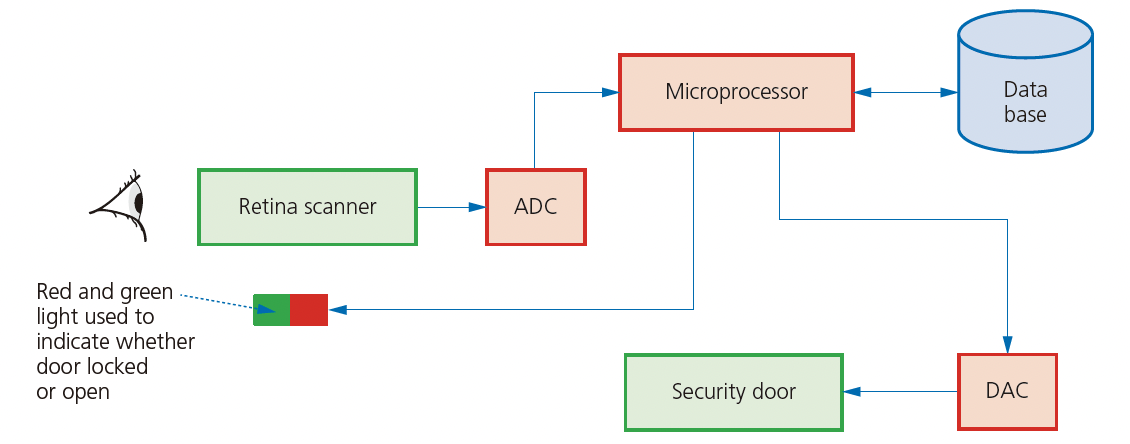 Data
base
Microprocessor
Retina scanner
ADC
Red and green
light used to
indicate whether
door locked
or open
Security door
DAC